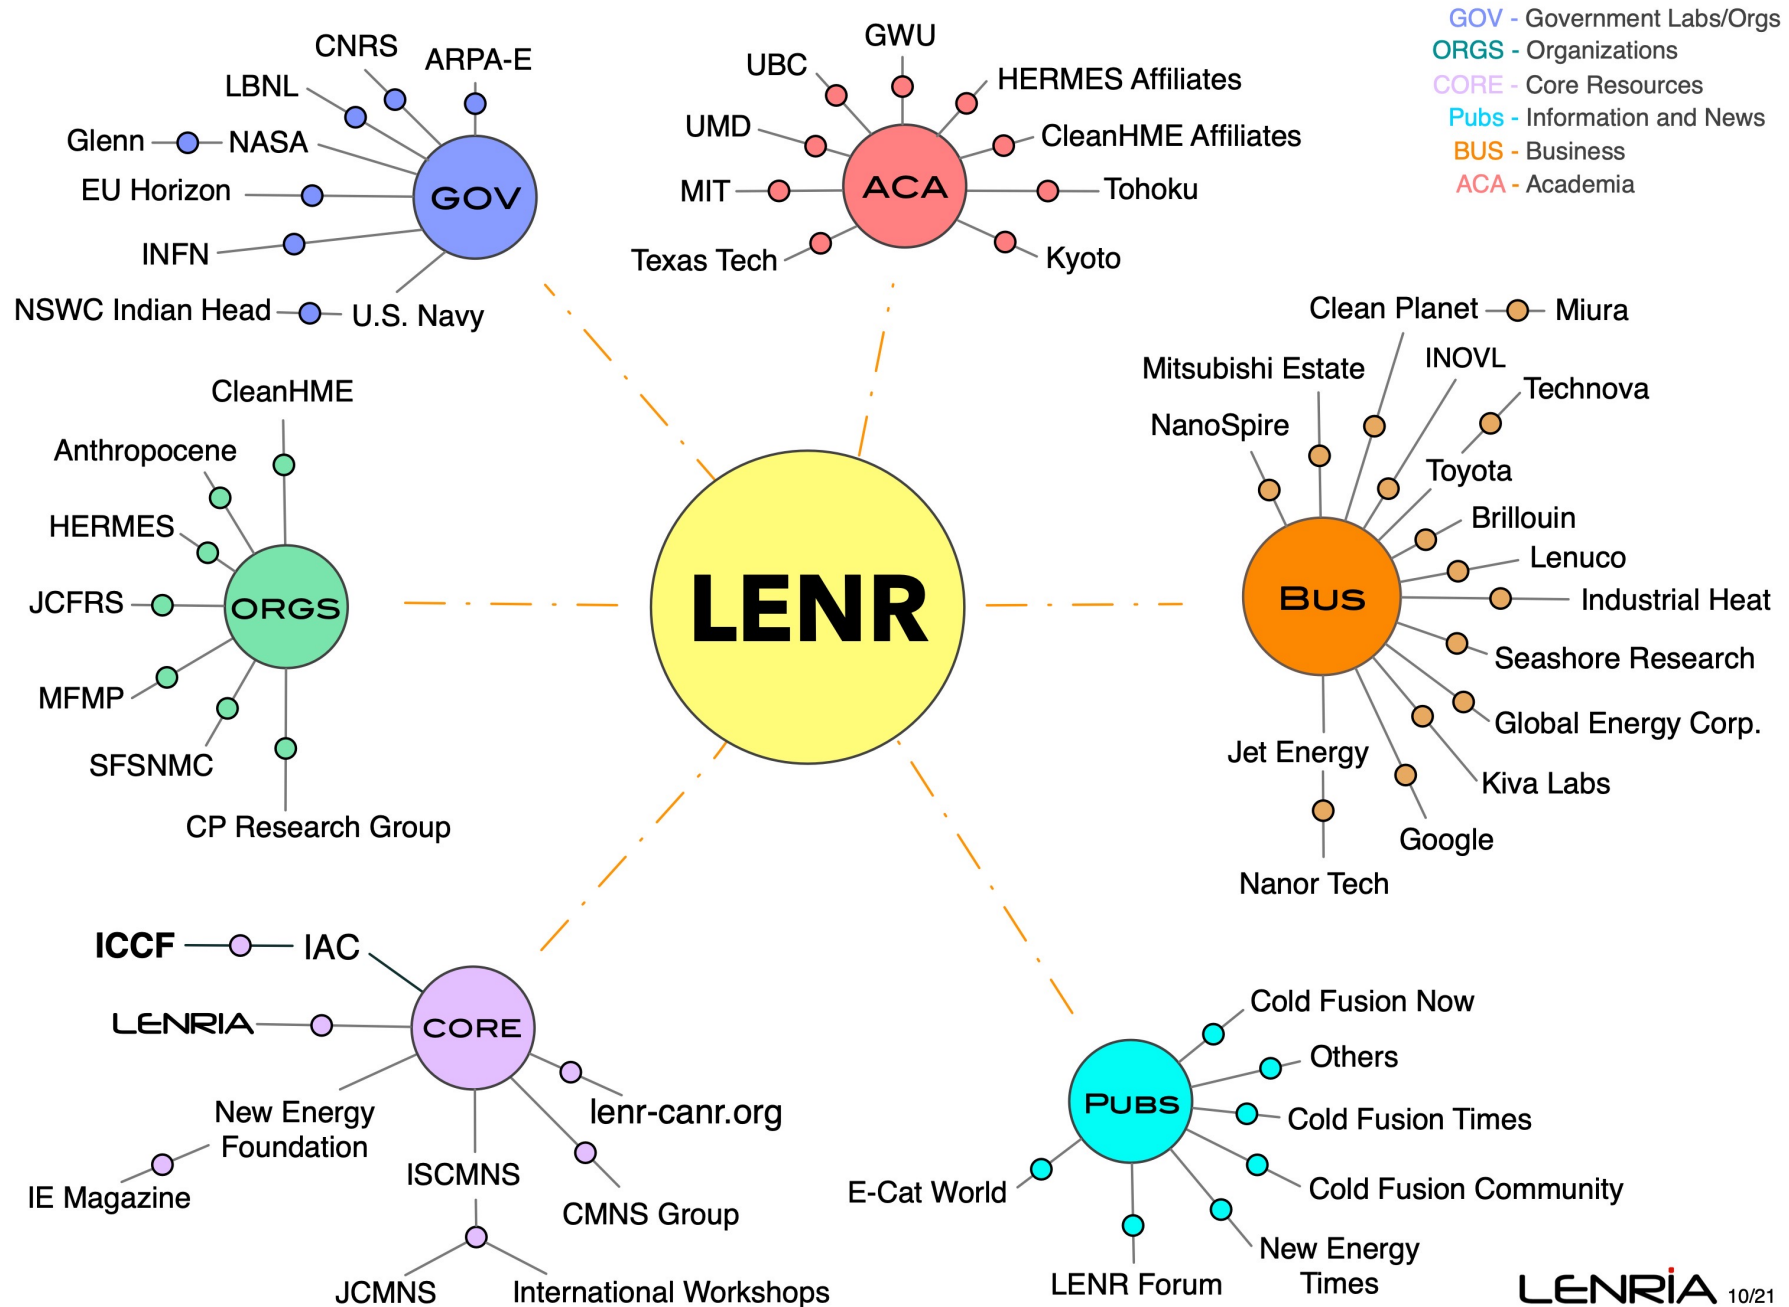 GOV - Government Labs/Orgs
ORGS - Organizations
CORE - Core Resources
Pubs - Information and News
BUS - Business
ACA - Academia
CNRS
ARPA-E
LBNL
Glenn
NASA
EU Horizon
GOV
INFN
NSWC Indian Head
U.S. Navy
GWU
UBC
HERMES Affiliates
UMD
CleanHME Affiliates
MIT
ACA
Tohoku
Texas Tech
Kyoto
Clean Planet
Miura
Mitsubishi Estate
INOVL
Technova
NanoSpire
Toyota
Brillouin
Lenuco
BUS
Industrial Heat
Seashore Research
Global Energy Corp.
Jet Energy
Kiva Labs
Google
Nanor Tech
CleanHME
Anthropocene
HERMES
JCFRS
ORGS
MFMP
SFSNMC
CP Research Group
LENR
ICCF
IAC
LENRIA
CORE
New Energy
Foundation
lenr-canr.org
IE Magazine
ISCMNS
CMNS Group
JCMNS
International Workshops
Cold Fusion Now
Others
PUBS
Cold Fusion Times
E-Cat World
Cold Fusion Community
New Energy
Times
LENR Forum
LENRIA 10/21